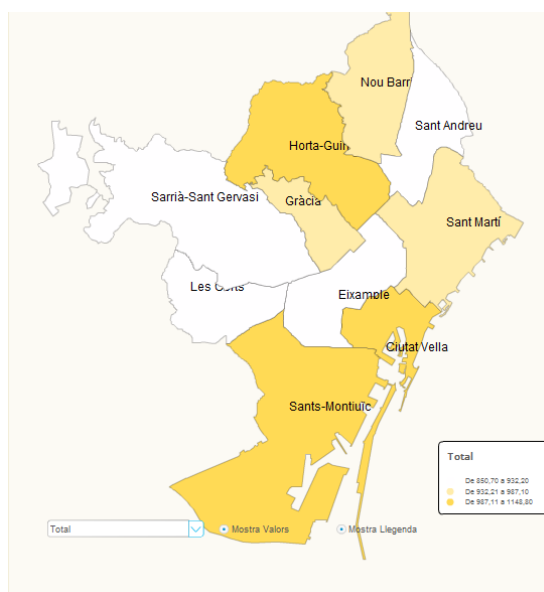 Nou Barr
Sant Andreu
Horta-Guin
Sarrià-Sant Gervasi
Gràcia
Sant Martí
Les Corts
Eixample
Ciutat Vella
Sants-Montjuïc
Total
De 890,70 a 932,20
De 932,21 a 987,10
De 987,11 a 1148,80
Total
Mostra Valors
Mostra Llegenda